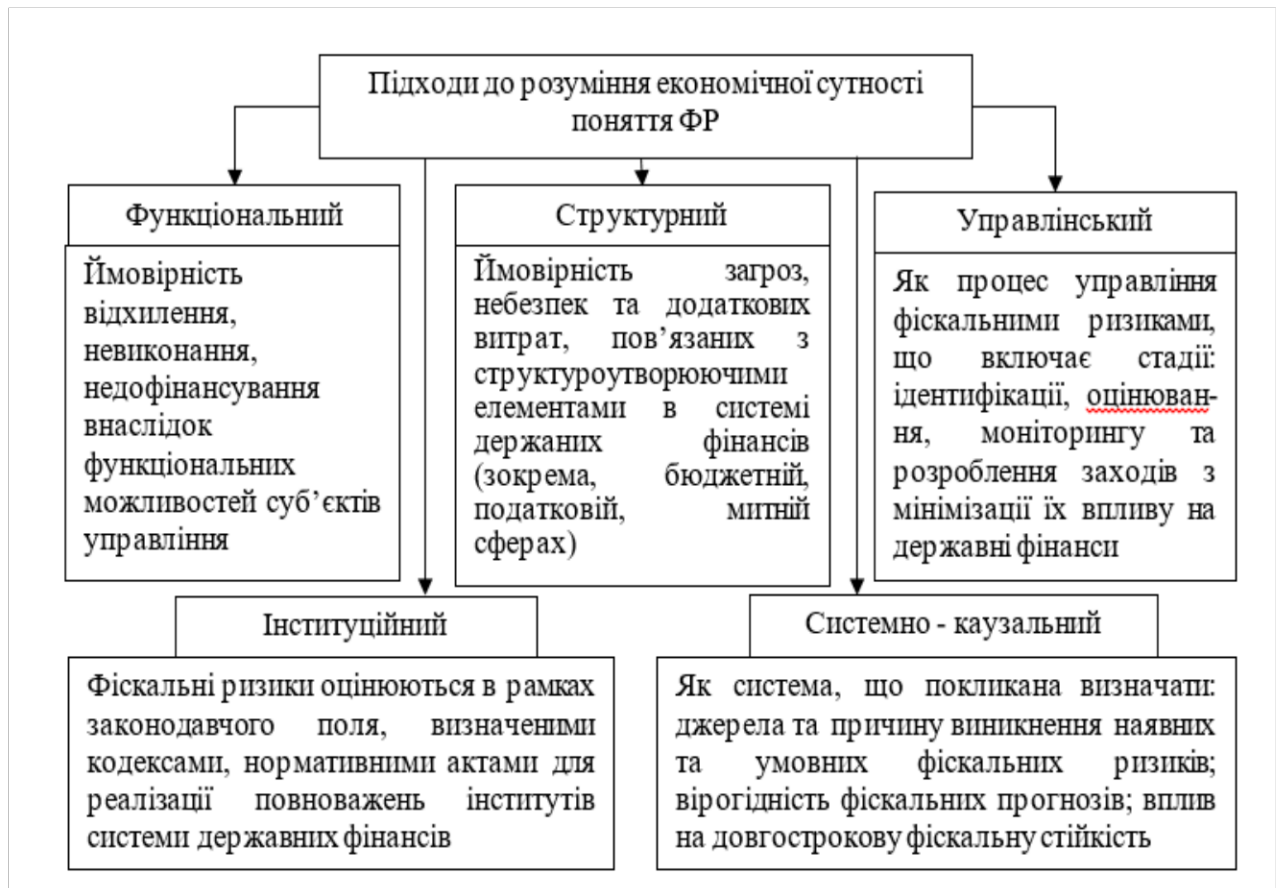 Підходи до розуміння економічної сутності
поняття ФР
Функціональний
Ймовірність
відхилення,
невиконання,
недофінансування
внаслідок
функціональних
можливостей суб’єктів
управління
Структурний
Ймовірність загроз,
небезпек та додаткових
витрат, пов’язаних з
структуроутворюючими
елементами в системі
держаних фінансів
(зокрема, бюджетній,
податковій, митній
сферах)
Управлінський
Як процес управління
фіскальними ризиками,
що включає стадії:
ідентифікації, оцінюван-
ня, моніторингу та
розроблення заходів з
мінімізації їх впливу на
державні фінанси
Інституційний
Фіскальні ризики оцінюються в рамках
законодавчого поля, визначеними
кодексами, нормативними актами для
реалізації повноважень інститутів
системи державних фінансів
Системно - каузальний
Як система, що покликана визначати:
джерела та причину виникнення наявних
та умовних фіскальних ризиків;
вірогідність фіскальних прогнозів; вплив
на довгострокову фіскальну стійкість